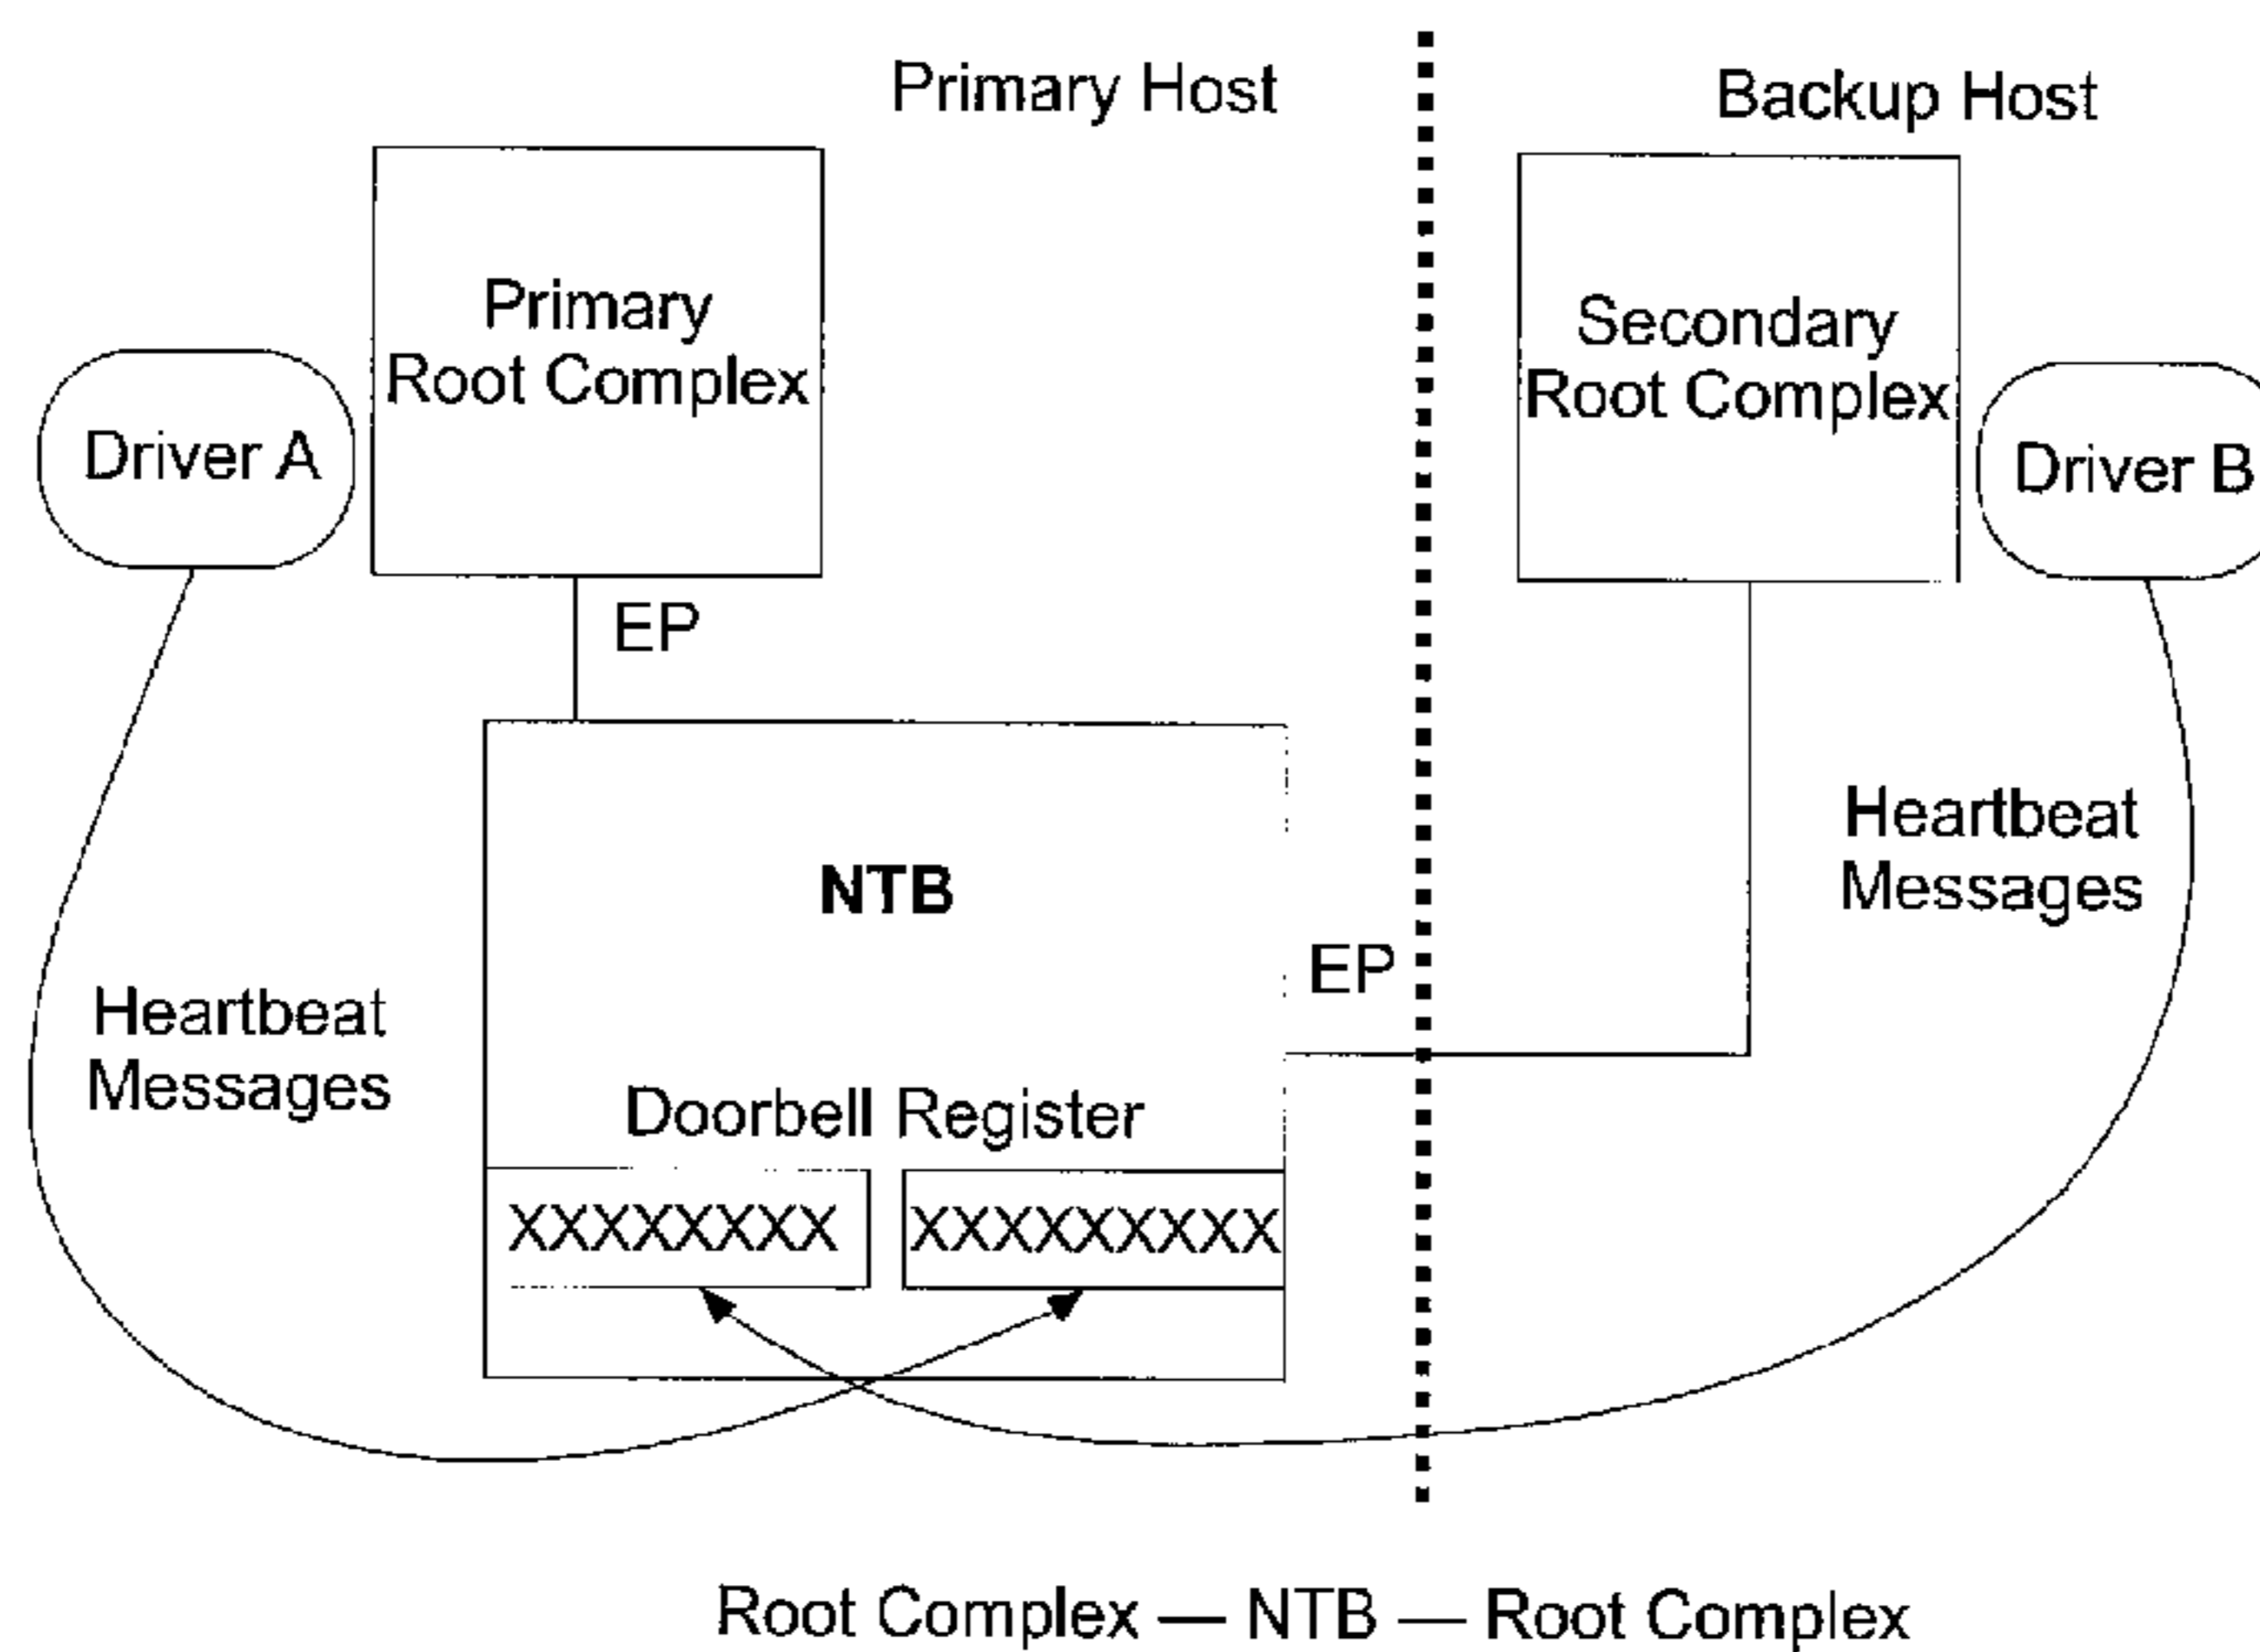 Primary Host
Backup Host
Primary
Root Complex
Secondary
Root Complex
Driver A
Driver B
EP
NTB
Heartbeat
Messages
EP
Heartbeat
Messages
Doorbell Register
XXXXXXXX
XXXXXXXXX
Root Complex — NTB — Root Complex